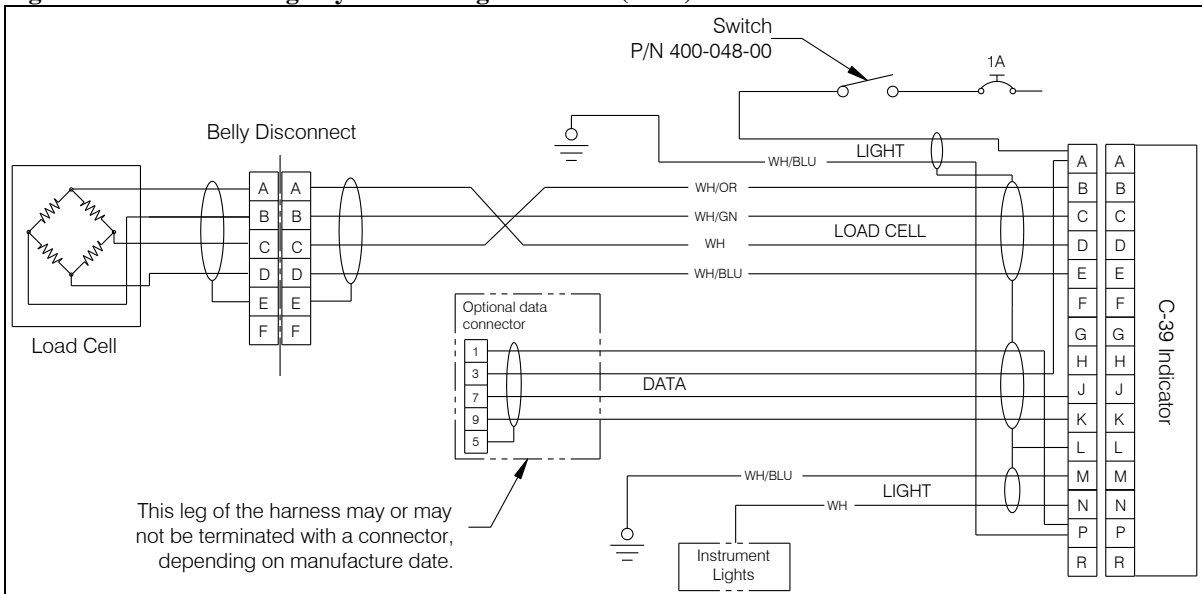 Switch
P/N 400-048-00
1A
Belly Disconnect
LIGHT
WH/BLU
WH/OR
WH/GN
LOAD CELL
WH
WH/BLU
Load Cell
A A
B B
C C
D D
E E
F F
Optional data
connector
1
3
7
9
5
DATA
This leg of the harness may or may
not be terminated with a connector,
depending on manufacture date.
WH/BLU
LIGHT
WH
Instrument
Lights
A A
B B
C C
D D
E E
F F
G G
H H
J J
K K
L L
M M
N N
P P
R R
C-39 Indicator